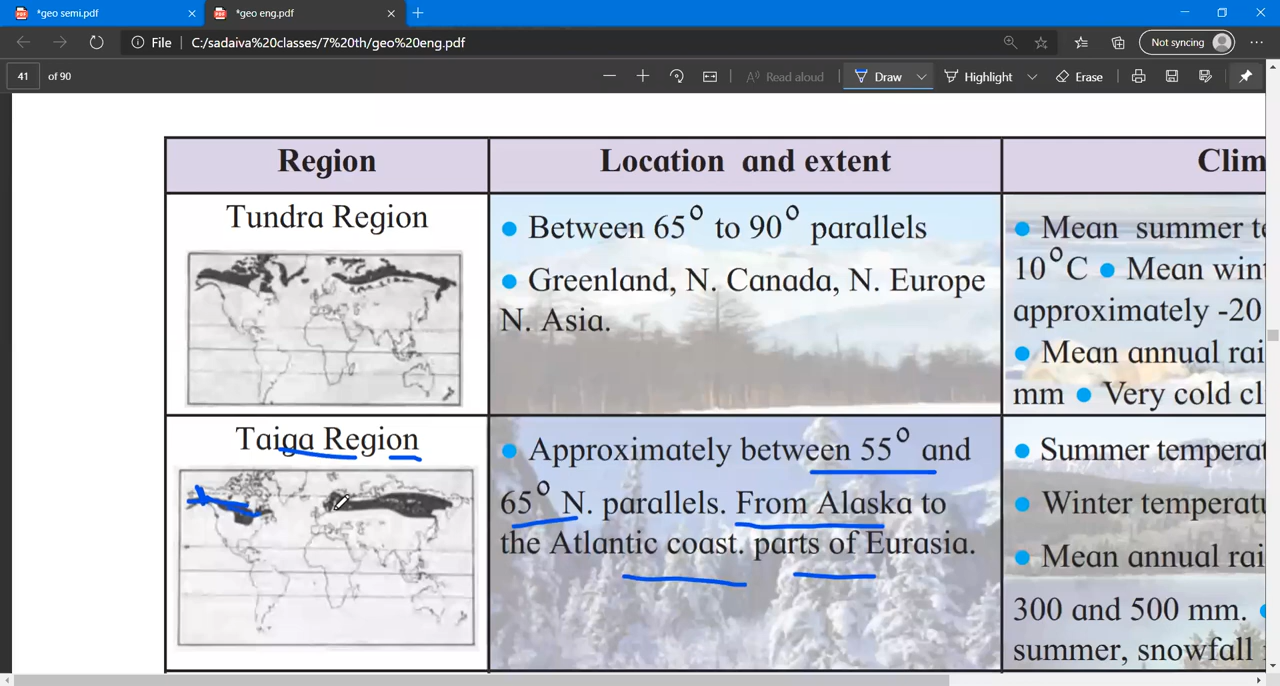 *geo semi.pdf
*geo eng.pdf
File
C:/sadaiva%20classes/7%20th/geo%20eng.pdf
Not syncing
41 of 90
Read aloud
Draw
Highlight
Erase
Region
Location and extent
Clim
Tundra Region
Between 65° to 90° parallels
Greenland, N. Canada, N. Europe
N. Asia.
Mean summer te
10°C ● Mean wint
approximately -20
Mean annual rai
mm ● Very cold cl
Taiga Region
Approximately between 55° and
65° N. parallels. From Alaska to
the Atlantic coast. parts of Eurasia.
Summer temperat
Winter temperatu
Mean annual rai
300 and 500 mm.
summer, snowfall